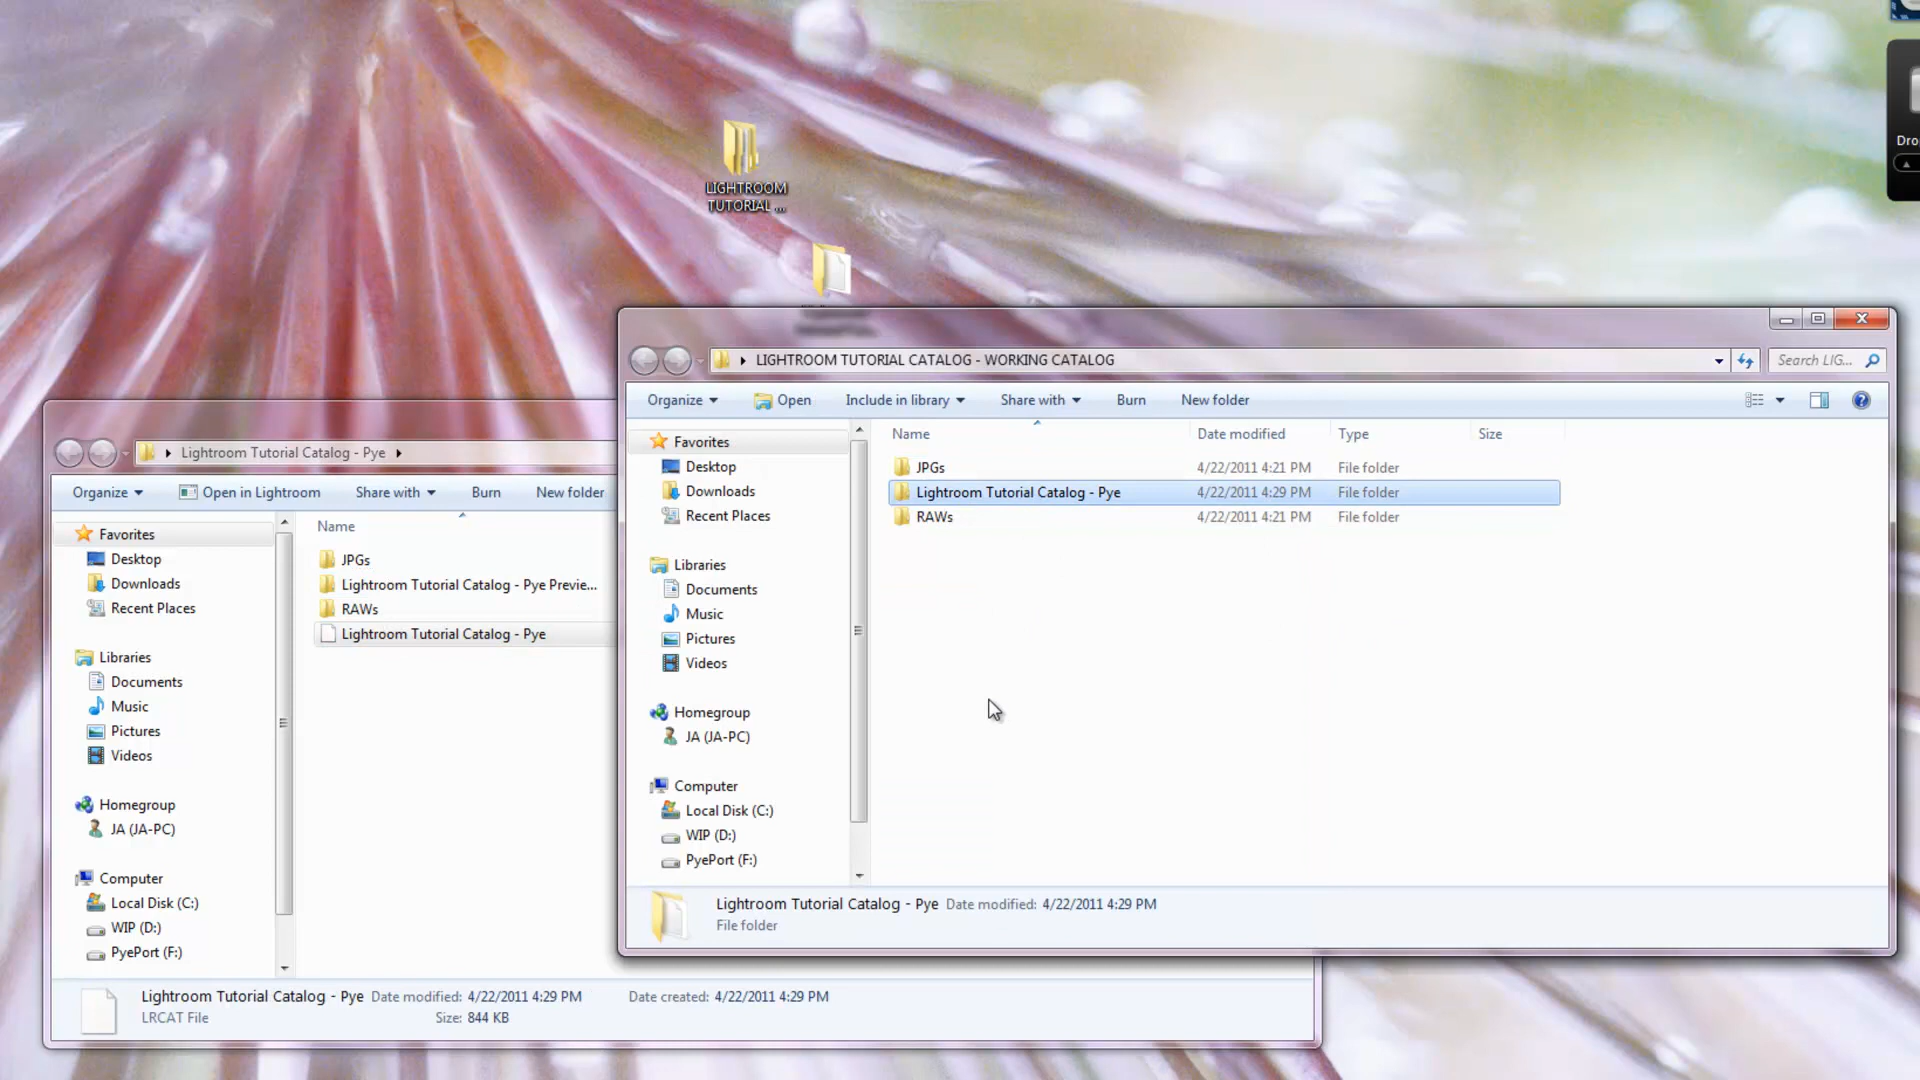 Dro
LIGHTROOM
TUTORIAL ...
LIGHTROOM TUTORIAL CATALOG - WORKING CATALOG
Search LIG...
Organize
Open
Include in library
Share with
Burn
New folder
Favorites
Desktop
Downloads
Recent Places
Libraries
Documents
Music
Pictures
Videos
Homegroup
JA (JA-PC)
Computer
Local Disk (C:)
WIP (D:)
PyePort (F:)
Name Date modified Type Size
JPGs 4/22/2011 4:21 PM File folder
Lightroom Tutorial Catalog - Pye 4/22/2011 4:29 PM File folder
RAWs 4/22/2011 4:21 PM File folder
Lightroom Tutorial Catalog - Pye Date modified: 4/22/2011 4:29 PM
File folder
Lightroom Tutorial Catalog - Pye
Organize
Open in Lightroom
Share with
Burn
New folder
Favorites
Desktop
Downloads
Recent Places
Libraries
Documents
Music
Pictures
Videos
Homegroup
JA (JA-PC)
Computer
Local Disk (C:)
WIP (D:)
PyePort (F:)
Name
JPGs
Lightroom Tutorial Catalog - Pye Previe...
RAWs
Lightroom Tutorial Catalog - Pye
Lightroom Tutorial Catalog - Pye Date modified: 4/22/2011 4:29 PM Date created: 4/22/2011 4:29 PM
LRCAT File Size: 844 KB